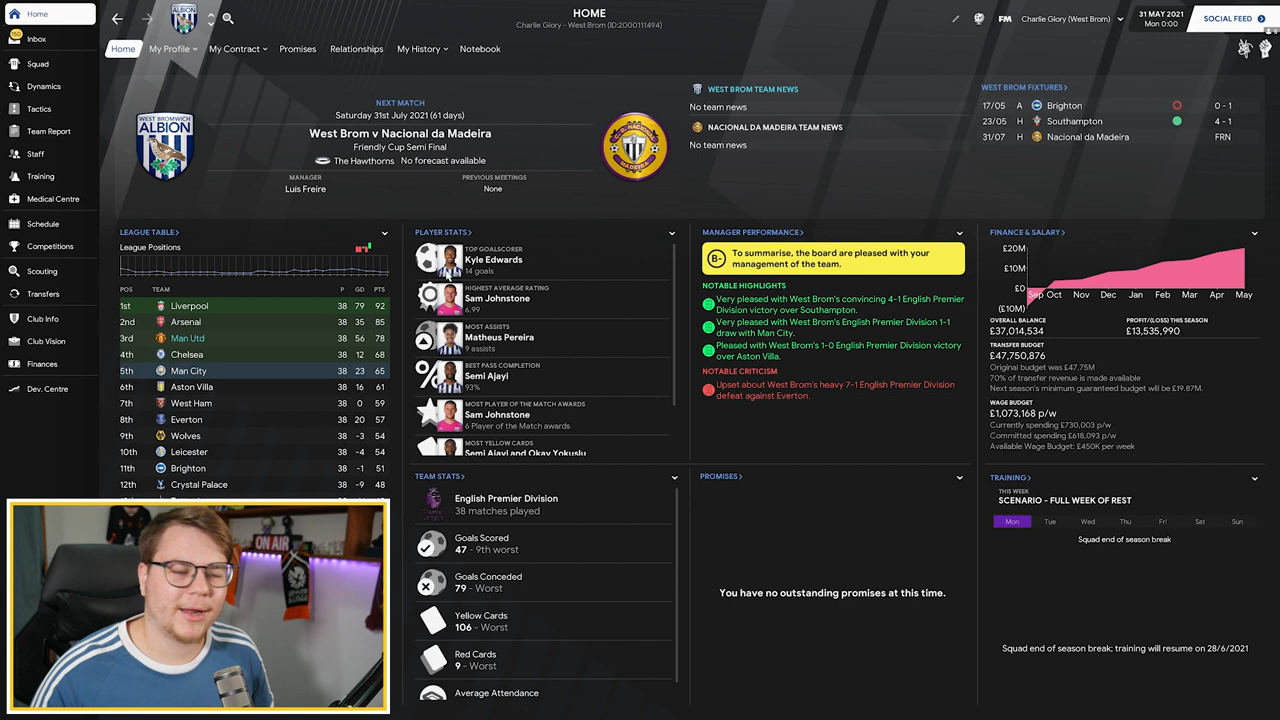 Home
HOME
Charlie Glory - West Brom (ID:2000111494)
FM
Charlie Glory (West Brom)
31 MAY 2021
Mon 0:00
SOCIAL FEED
Inbox
Squad
Dynamics
Tactics
Team Report
Staff
Training
Medical Centre
Schedule
Competitions
Scouting
Transfers
Club Info
Club Vision
Finances
Dev. Centre
Home
My Profile
My Contract
Promises
Relationships
My History
Notebook
WEST BROMWICH
ALBION
NEXT MATCH
Saturday 31st July 2021 (61 days)
West Brom v Nacional da Madeira
Friendly Cup Semi Final
The Hawthorns No forecast available
MANAGER
Luis Freire
PREVIOUS MEETINGS
None
WEST BROM TEAM NEWS
No team news
NACIONAL DA MADEIRA TEAM NEWS
No team news
WEST BROM FIXTURES
17/05 A Brighton 0 - 1
23/05 H Southampton 4 - 1
31/07 H Nacional da Madeira FRN
LEAGUE TABLE
League Positions
POS TEAM P GD PTS
1st Liverpool 38 79 92
2nd Arsenal 38 35 85
3rd Man Utd 38 56 78
4th Chelsea 38 12 68
5th Man City 38 23 65
6th Aston Villa 38 16 61
7th West Ham 38 0 59
8th Everton 38 20 57
9th Wolves 38 -3 54
10th Leicester 38 -4 54
11th Brighton 38 -1 51
12th Crystal Palace 38 -9 48
PLAYER STATS
TOP GOALSCORER
Kyle Edwards
14 goals
HIGHEST AVERAGE RATING
Sam Johnstone
6.99
MOST ASSISTS
Matheus Pereira
9 assists
BEST PASS COMPLETION
Semi Ajayi
93%
MOST PLAYER OF THE MATCH AWARDS
Sam Johnstone
6 Player of the Match awards
MOST YELLOW CARDS
Semi Ajayi and Okay Yokuslu
TEAM STATS
English Premier Division
38 matches played
Goals Scored
47 - 9th worst
Goals Conceded
79 - Worst
Yellow Cards
106 - Worst
Red Cards
9 - Worst
Average Attendance
MANAGER PERFORMANCE
B- To summarise, the board are pleased with your
management of the team.
NOTABLE HIGHLIGHTS
Very pleased with West Brom's convincing 4-1 English Premier
Division victory over Southampton.
Very pleased with West Brom's English Premier Division 1-1
draw with Man City.
Pleased with West Brom's 1-0 English Premier Division victory
over Aston Villa.
NOTABLE CRITICISM
Upset about West Brom's heavy 7-1 English Premier Division
defeat against Everton.
PROMISES
You have no outstanding promises at this time.
FINANCE & SALARY
£20M
£10M
£0
(£10M)
Sep Oct Nov Dec Jan Feb Mar Apr May
OVERALL BALANCE
£37,014,534
PROFIT/(LOSS) THIS SEASON
£13,535,990
TRANSFER BUDGET
£47,750,876
Original budget was £47.75M
70% of transfer revenue is made available
Next season's minimum guaranteed budget will be £19.87M.
WAGE BUDGET
£1,073,168 p/w
Currently spending £730,003 p/w
Committed spending £618,093 p/w
Available Wage Budget: £450K per week
TRAINING
THIS WEEK
SCENARIO - FULL WEEK OF REST
Mon Tue Wed Thu Fri Sat Sun
Squad end of season break
Squad end of season break; training will resume on 28/6/2021
ON AIR